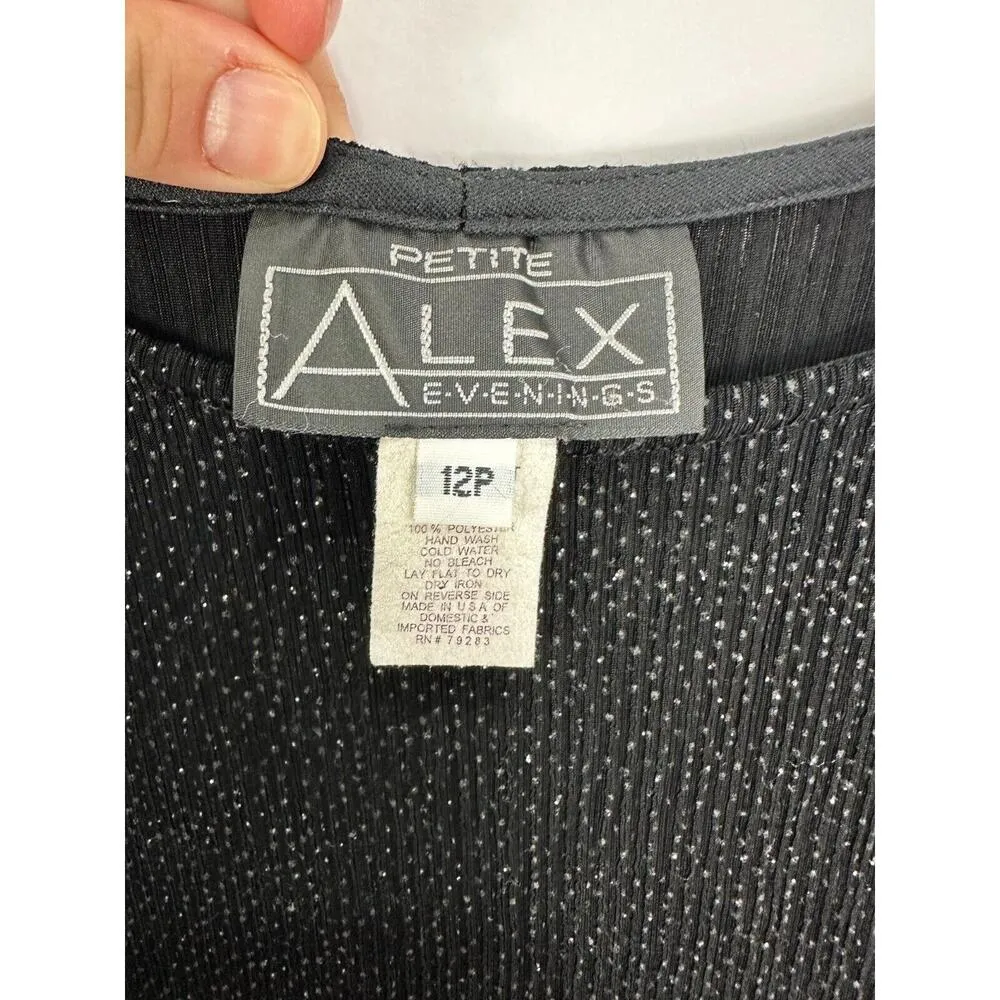 PETITE
ALEX
E·V·E·N·I·N·G·S
12P
100% POLYESTER
HAND WASH
COLD WATER
NO BLEACH
LAY FLAT TO DRY
DRY IRON
ON REVERSE SIDE
MADE IN U S A OF
DOMESTIC &
IMPORTED FABRICS
RN# 79283